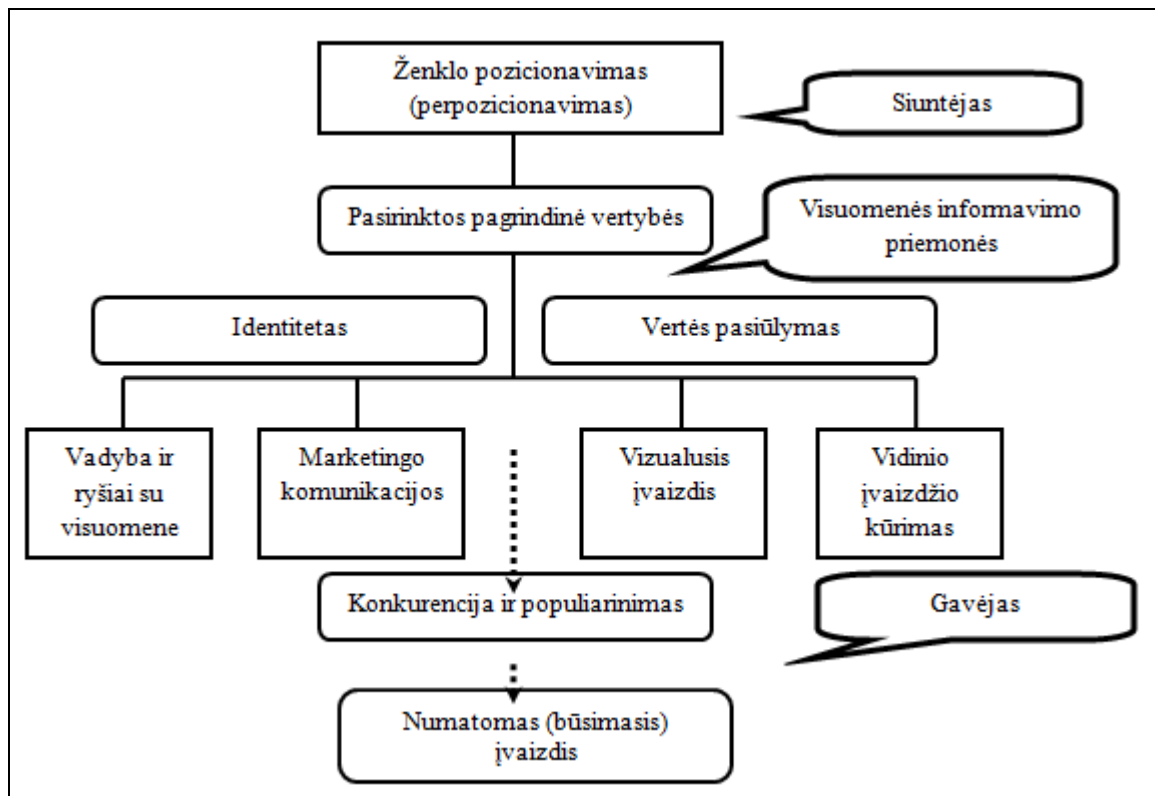 Ženklo pozicionavimas
(perpozicionavimas)
Siuntėjas
Pasirinktos pagrindinė vertybės
Visuomenės informavimo
priemonės
Identitetas
Vertės pasiūlymas
Vadyba ir
ryšiai su
visuomene
Marketingo
komunikacijos
Vizualusis
įvaizdis
Vidinio
įvaizdžio
kūrimas
Konkurencija ir populiarinimas
Gavėjas
Numatomas (būsimasis)
įvaizdis